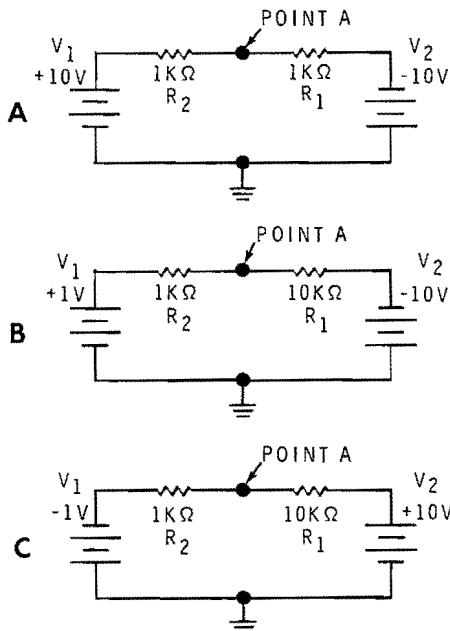 POINT A
V1 V2
+10V 1KΩ 1KΩ -10V
A R2 R1
POINT A
V1 V2
+1V 1KΩ 10KΩ -10V
B R2 R1
POINT A
V1 V2
-1V 1KΩ 10KΩ +10V
C R2 R1